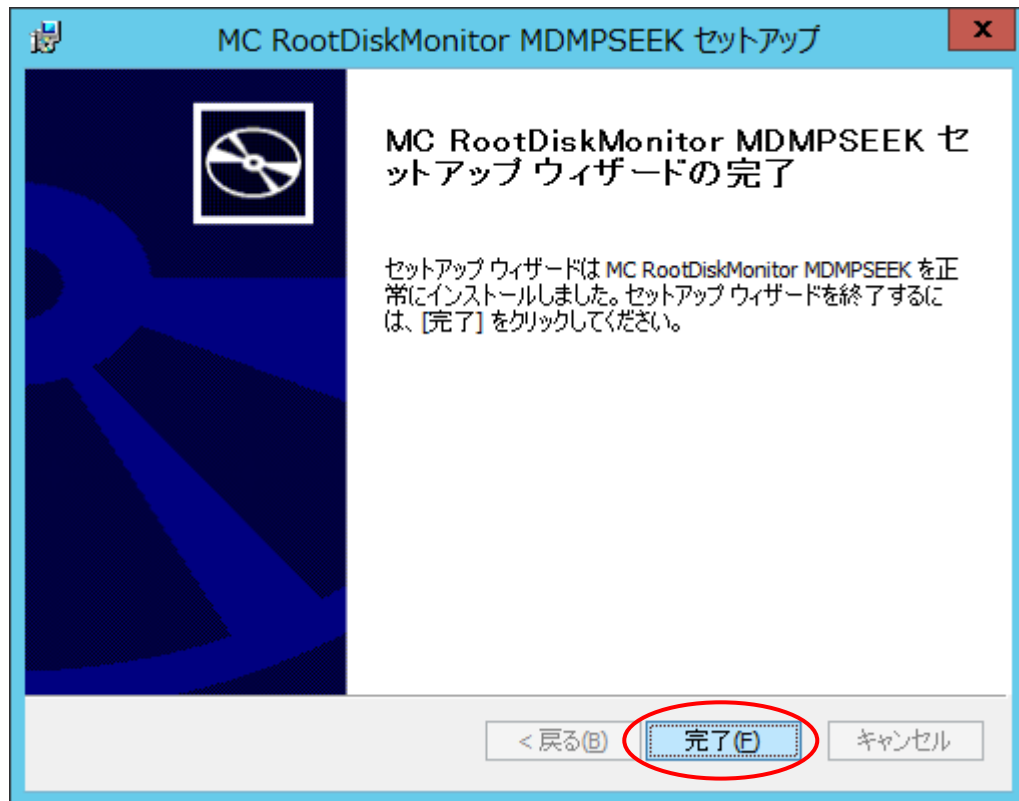 MC RootDiskMonitor MDMPSEEK セットアップ
x
MC RootDiskMonitor MDMPSEEK セ
ットアップ ウィザードの完了
セットアップ ウィザードは MC RootDiskMonitor MDMPSEEK を正
常にインストールしました。セットアップ ウィザードを終了するに
は、[完了] をクリックしてください。
< 戻る(B)
完了(F)
キャンセル